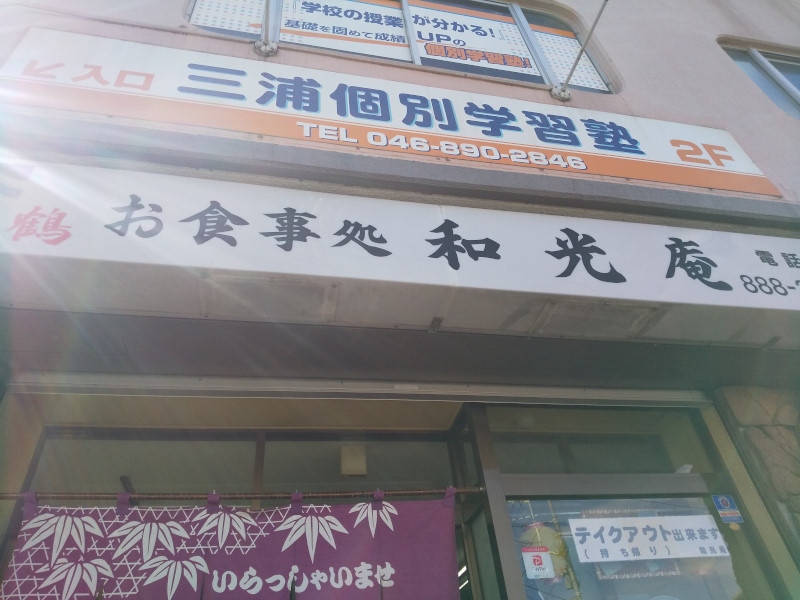 「学校の授業が分かる!
基礎を固めて成績UPの
個別学習塾!
入口 三浦個別学習塾 2F
TEL 046-890-2846
鶴 お食事処 和光庵 電話
888-
いらっしゃいませ
テイクアウト出来ます
(持ち帰り)